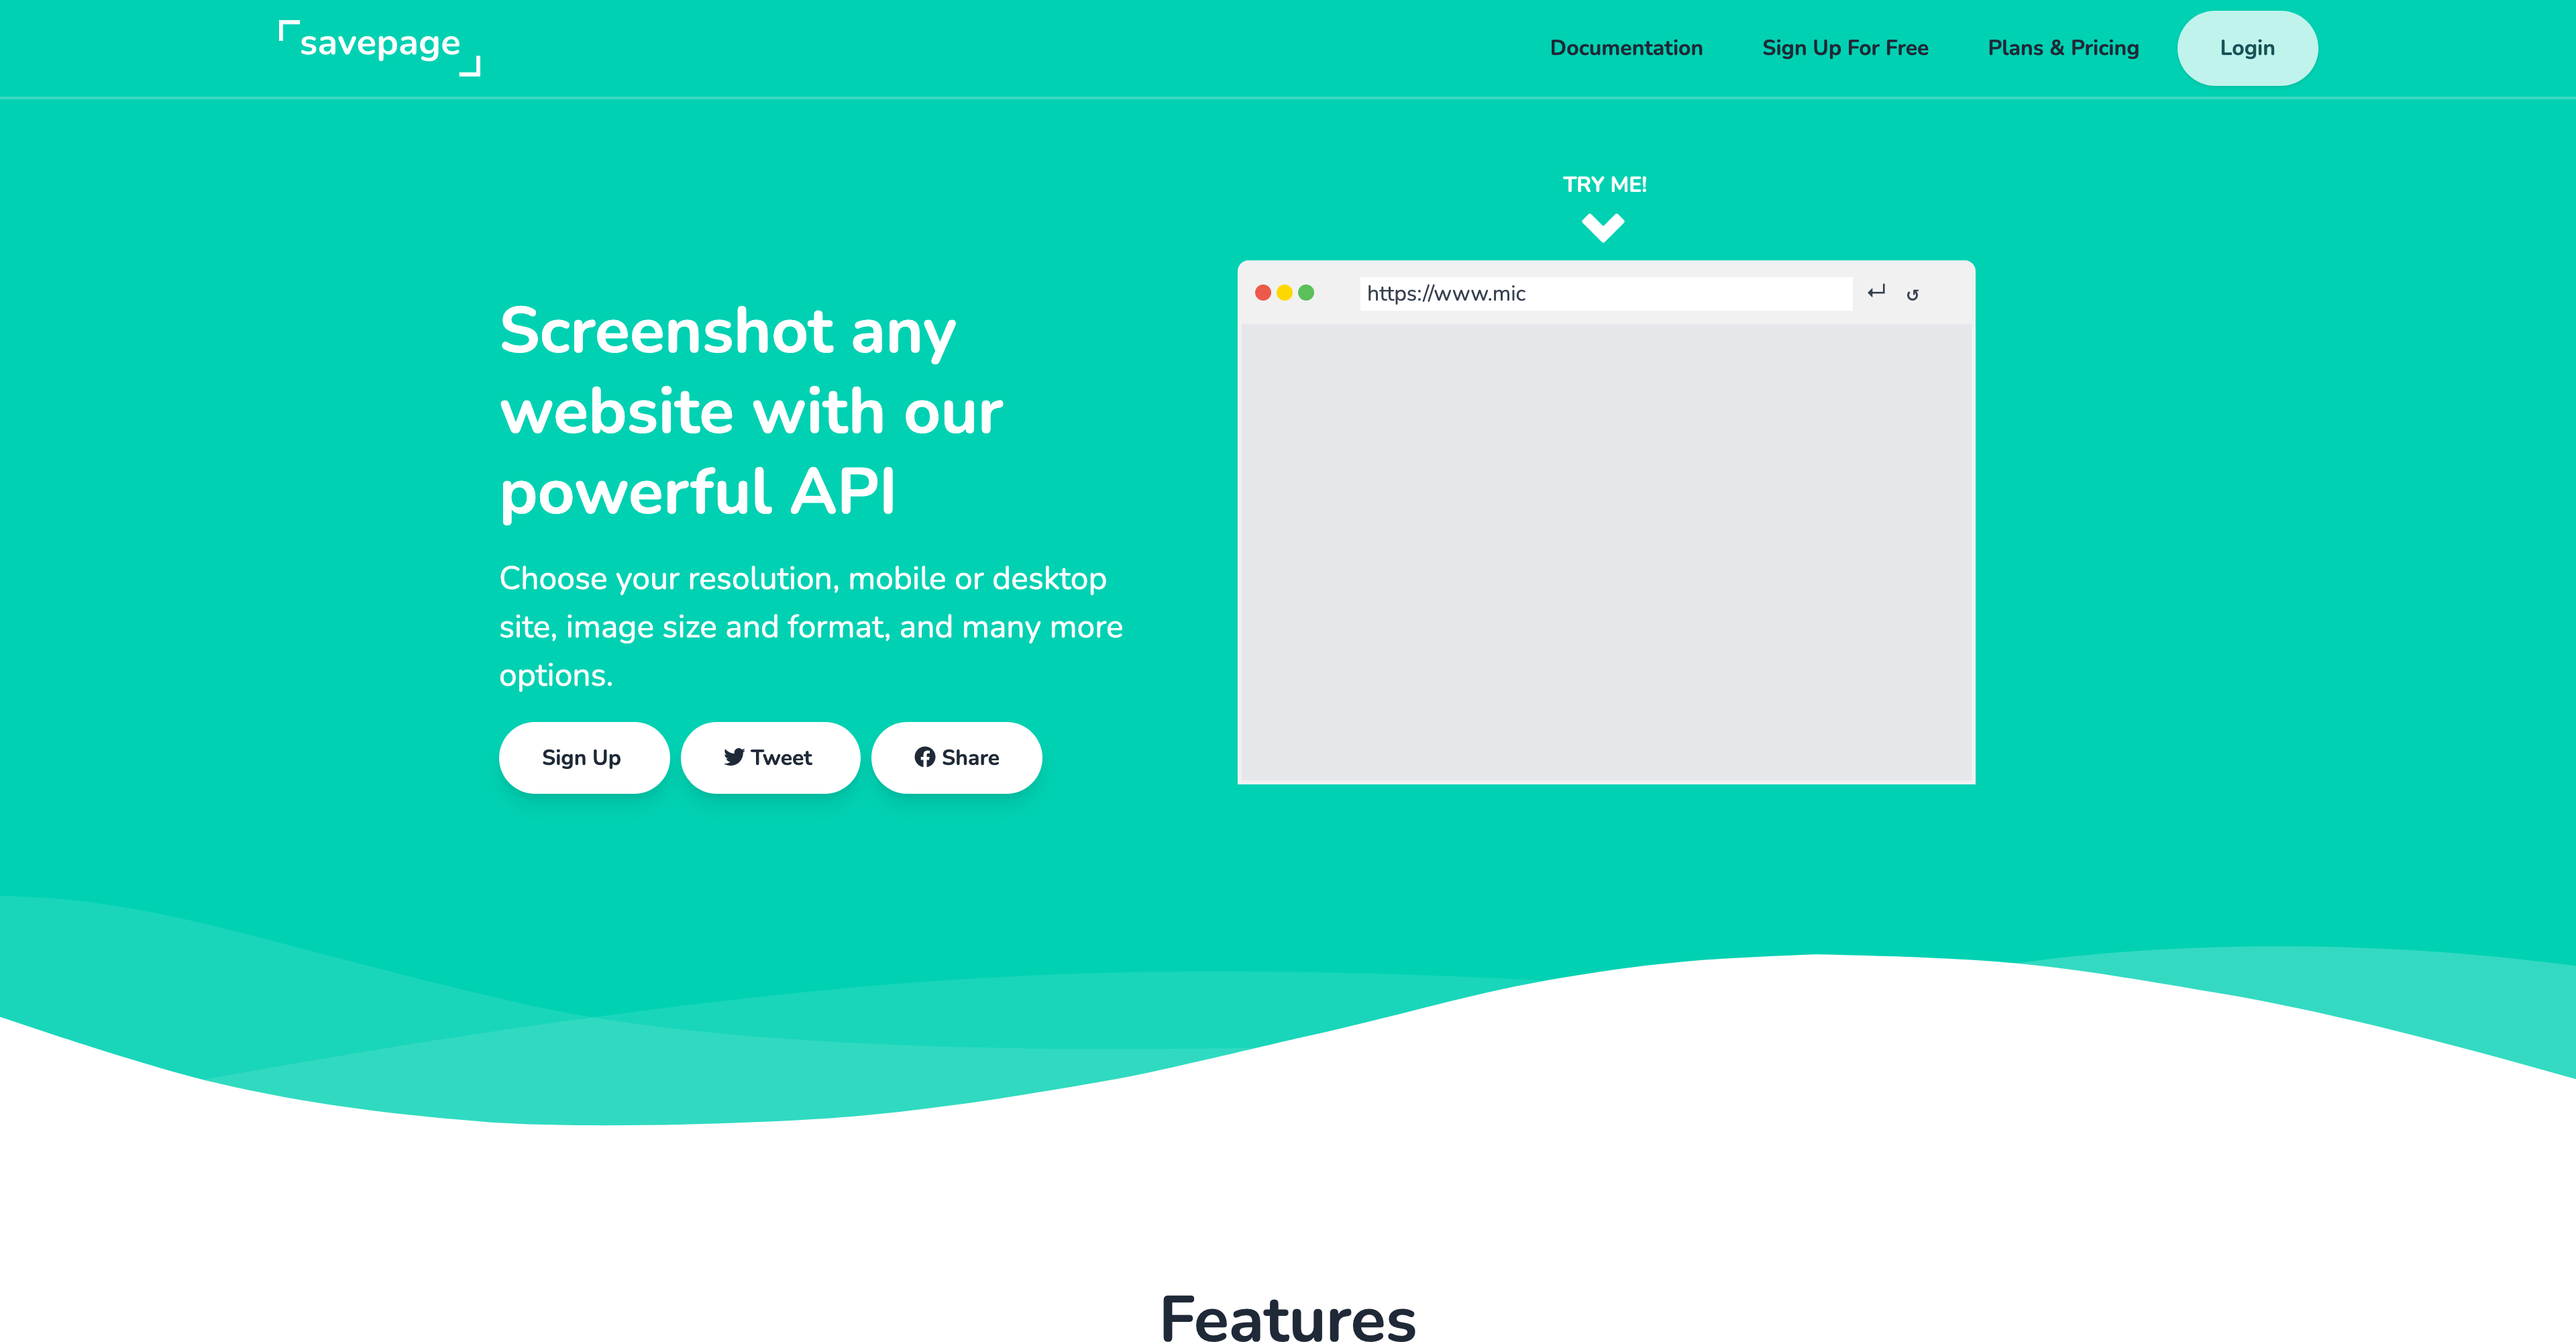 savepage
Documentation
Sign Up For Free
Plans & Pricing
Login
TRY ME!
https://www.mic
Screenshot any
website with our
powerful API
Choose your resolution, mobile or desktop
site, image size and format, and many more
options.
Sign Up
Tweet
Share
Features